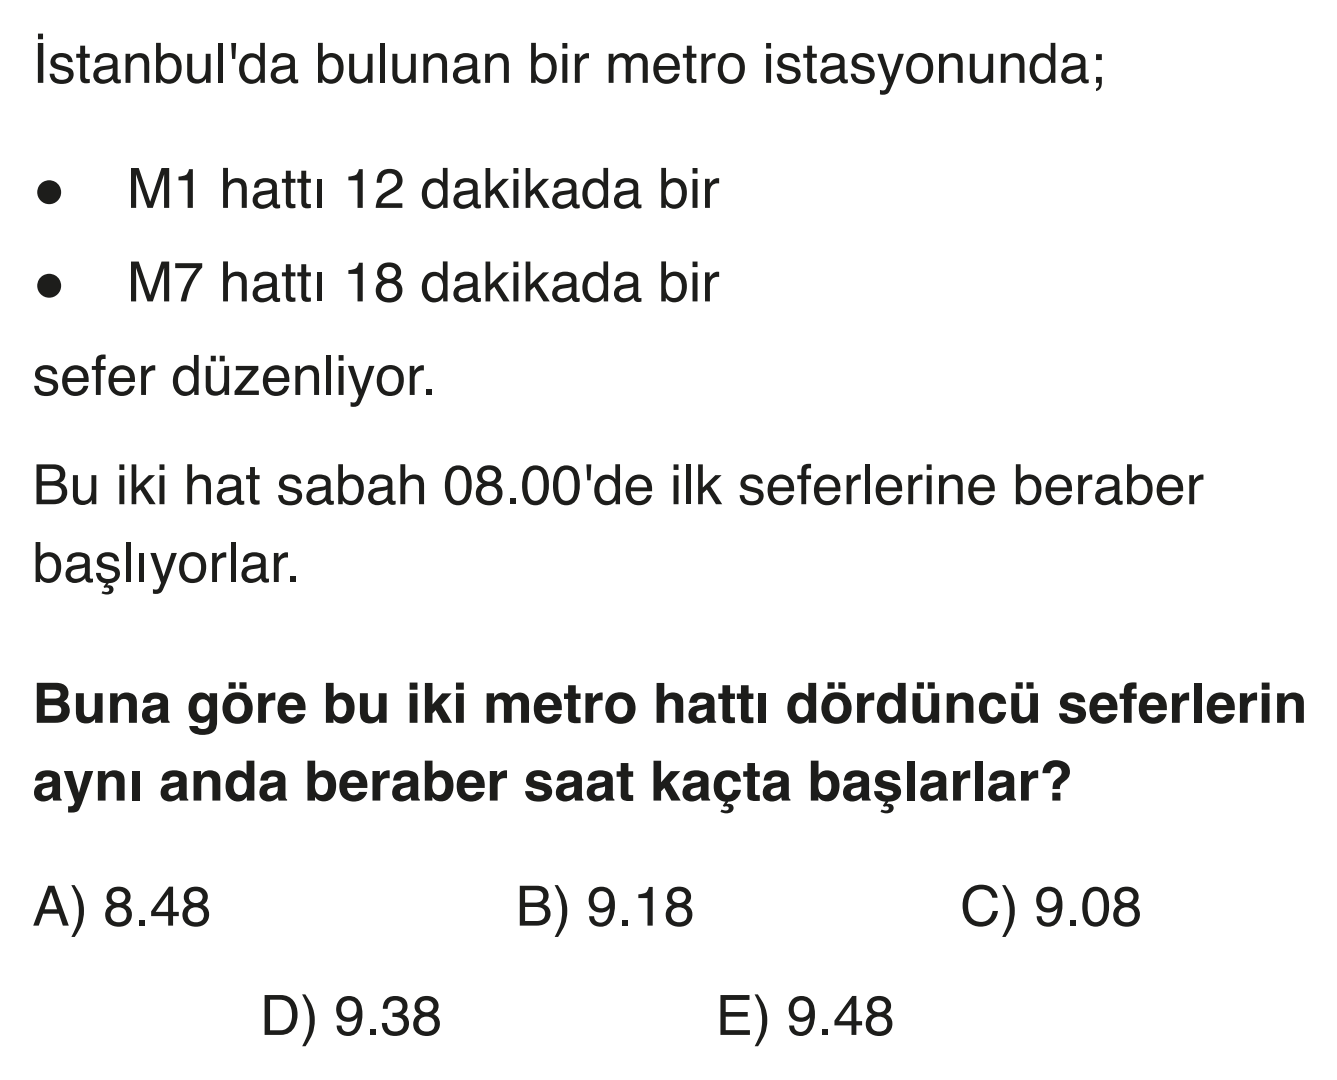 İstanbul'da bulunan bir metro istasyonunda;
● M1 hattı 12 dakikada bir
● M7 hattı 18 dakikada bir
sefer düzenliyor.
Bu iki hat sabah 08.00'de ilk seferlerine beraber
başlıyorlar.
Buna göre bu iki metro hattı dördüncü seferlerin
aynı anda beraber saat kaçta başlarlar?
A) 8.48 B) 9.18 C) 9.08
D) 9.38 E) 9.48